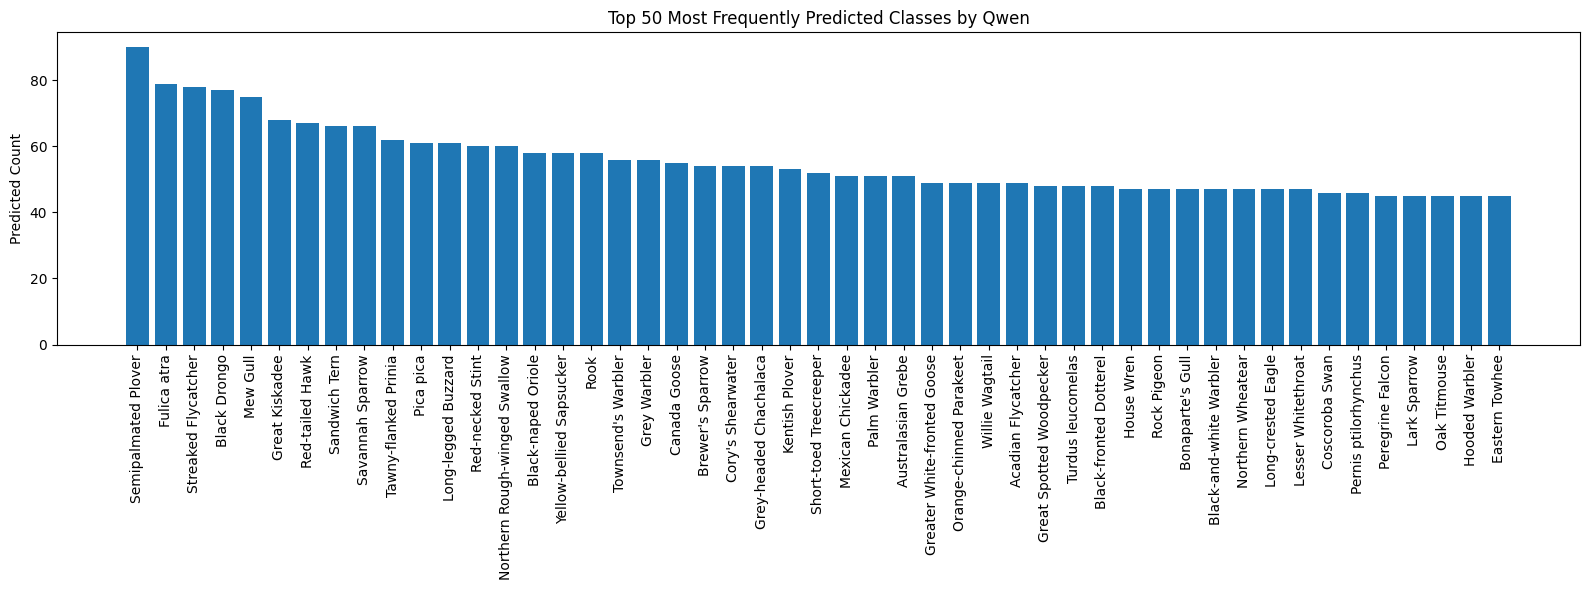 Top 50 Most Frequently Predicted Classes by Qwen
Predicted Count
80
60
40
20
0
Semipalmated Plover
Fulica atra
Streaked Flycatcher
Black Drongo
Mew Gull
Great Kiskadee
Red-tailed Hawk
Sandwich Tern
Savannah Sparrow
Tawny-flanked Prinia
Pica pica
Long-legged Buzzard
Red-necked Stint
Northern Rough-winged Swallow
Black-naped Oriole
Yellow-bellied Sapsucker
Rook
Townsend's Warbler
Grey Warbler
Canada Goose
Brewer's Sparrow
Cory's Shearwater
Grey-headed Chachalaca
Kentish Plover
Short-toed Treecreeper
Mexican Chickadee
Palm Warbler
Australasian Grebe
Greater White-fronted Goose
Orange-chinned Parakeet
Willie Wagtail
Acadian Flycatcher
Great Spotted Woodpecker
Turdus leucomelas
Black-fronted Dotterel
House Wren
Rock Pigeon
Bonaparte's Gull
Black-and-white Warbler
Northern Wheatear
Long-crested Eagle
Lesser Whitethroat
Coscoroba Swan
Pernis ptilorhynchus
Peregrine Falcon
Lark Sparrow
Oak Titmouse
Hooded Warbler
Eastern Towhee